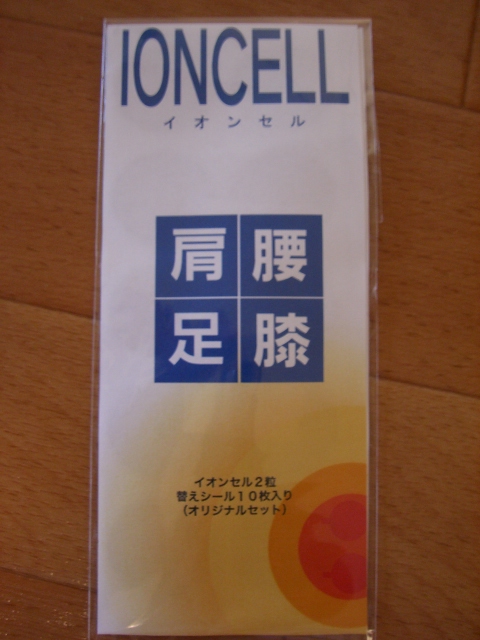 IONCELL
イオンセル
肩腰
足膝
イオンセル2粒
替えシール10枚入り
(オリジナルセット)